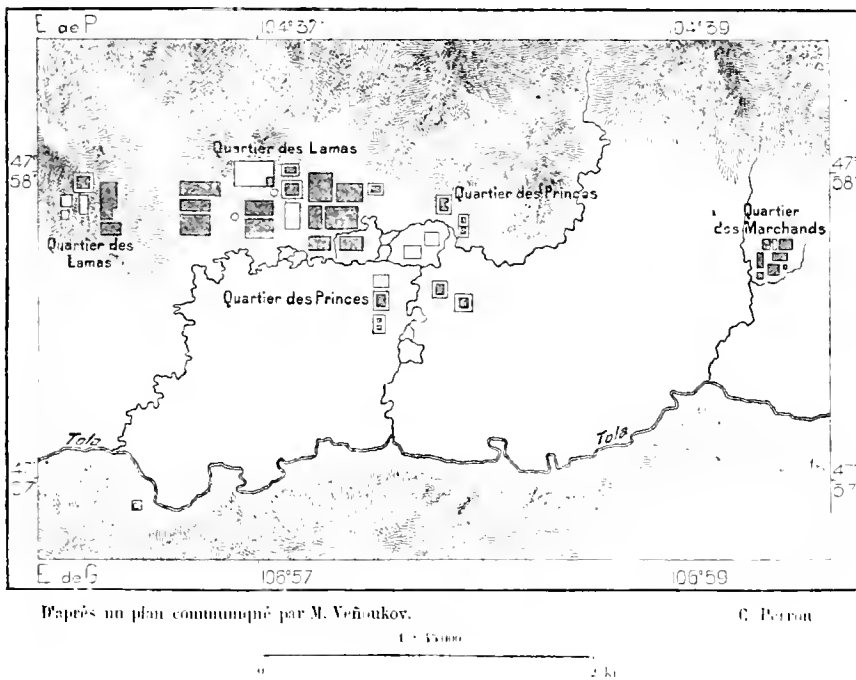 E de P
104°37'
104°39
47
58'
47
58'
Quartier des Lamas
Quartier des Princes
Quartier
des Marchands
Quartier des
Lamas
Quartier des Princes
Tola
Tola
47
57'
47
57'
E de G
106°57
106°59
D'après un plan communiqué par M. Veñoukov.
C. Perron
0